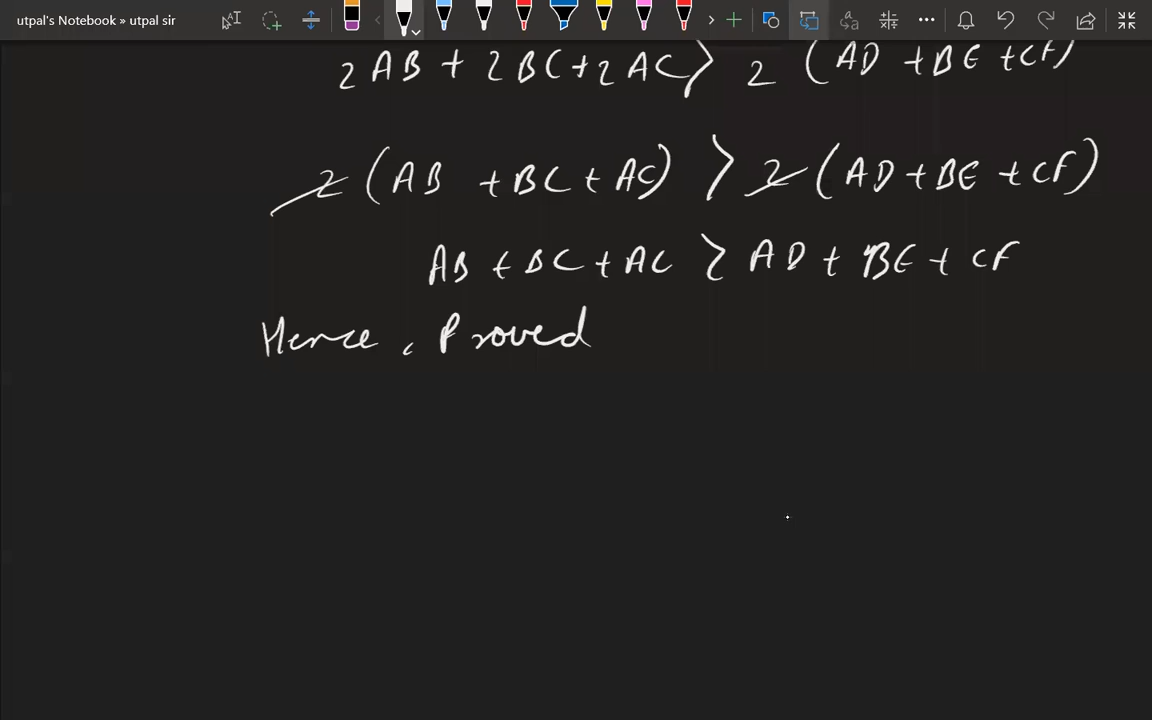 utpal's Notebook » utpal sir
2AB + 2BC + 2AC > 2 (AD + BE + CF)
2 (AB + BC + AC) > 2 (AD + BE + CF)
AB + BC + AC > AD + BE + CF
Hence, Proved